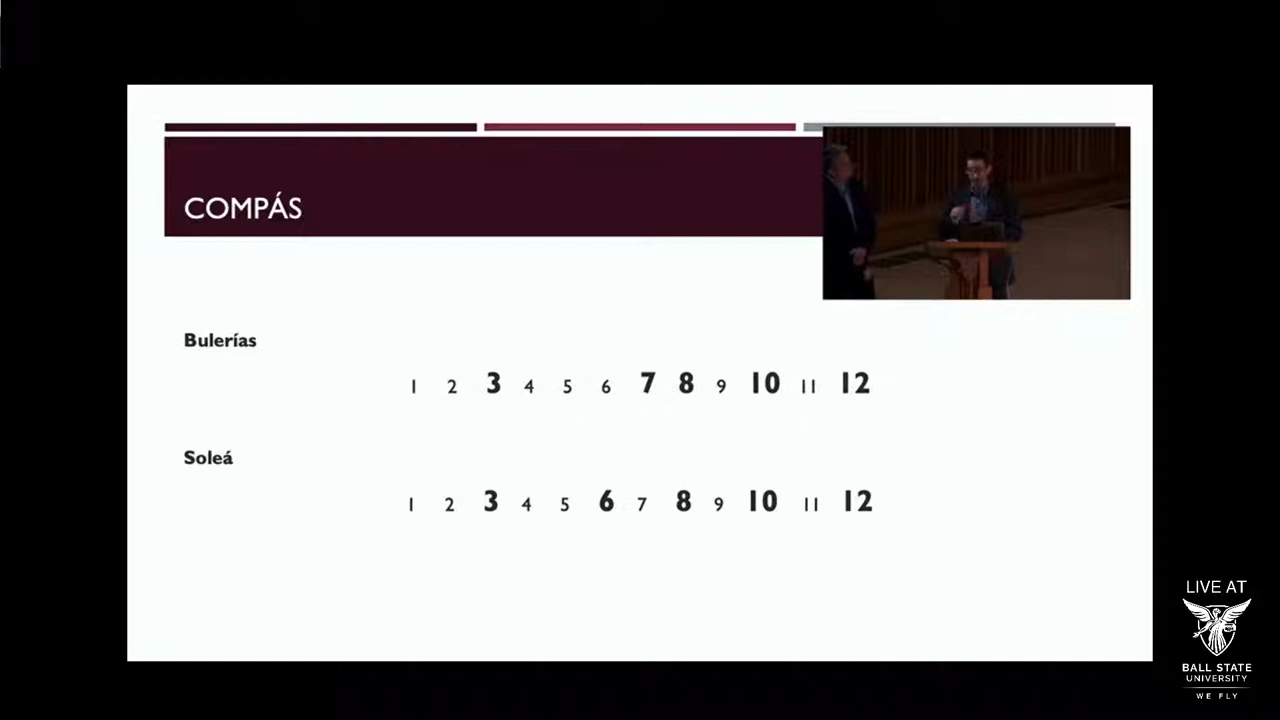 COMPÁS
Bulerías
1 2 3 4 5 6 7 8 9 10 11 12
Soleá
1 2 3 4 5 6 7 8 9 10 11 12
LIVE AT
BALL STATE
UNIVERSITY
WE FLY